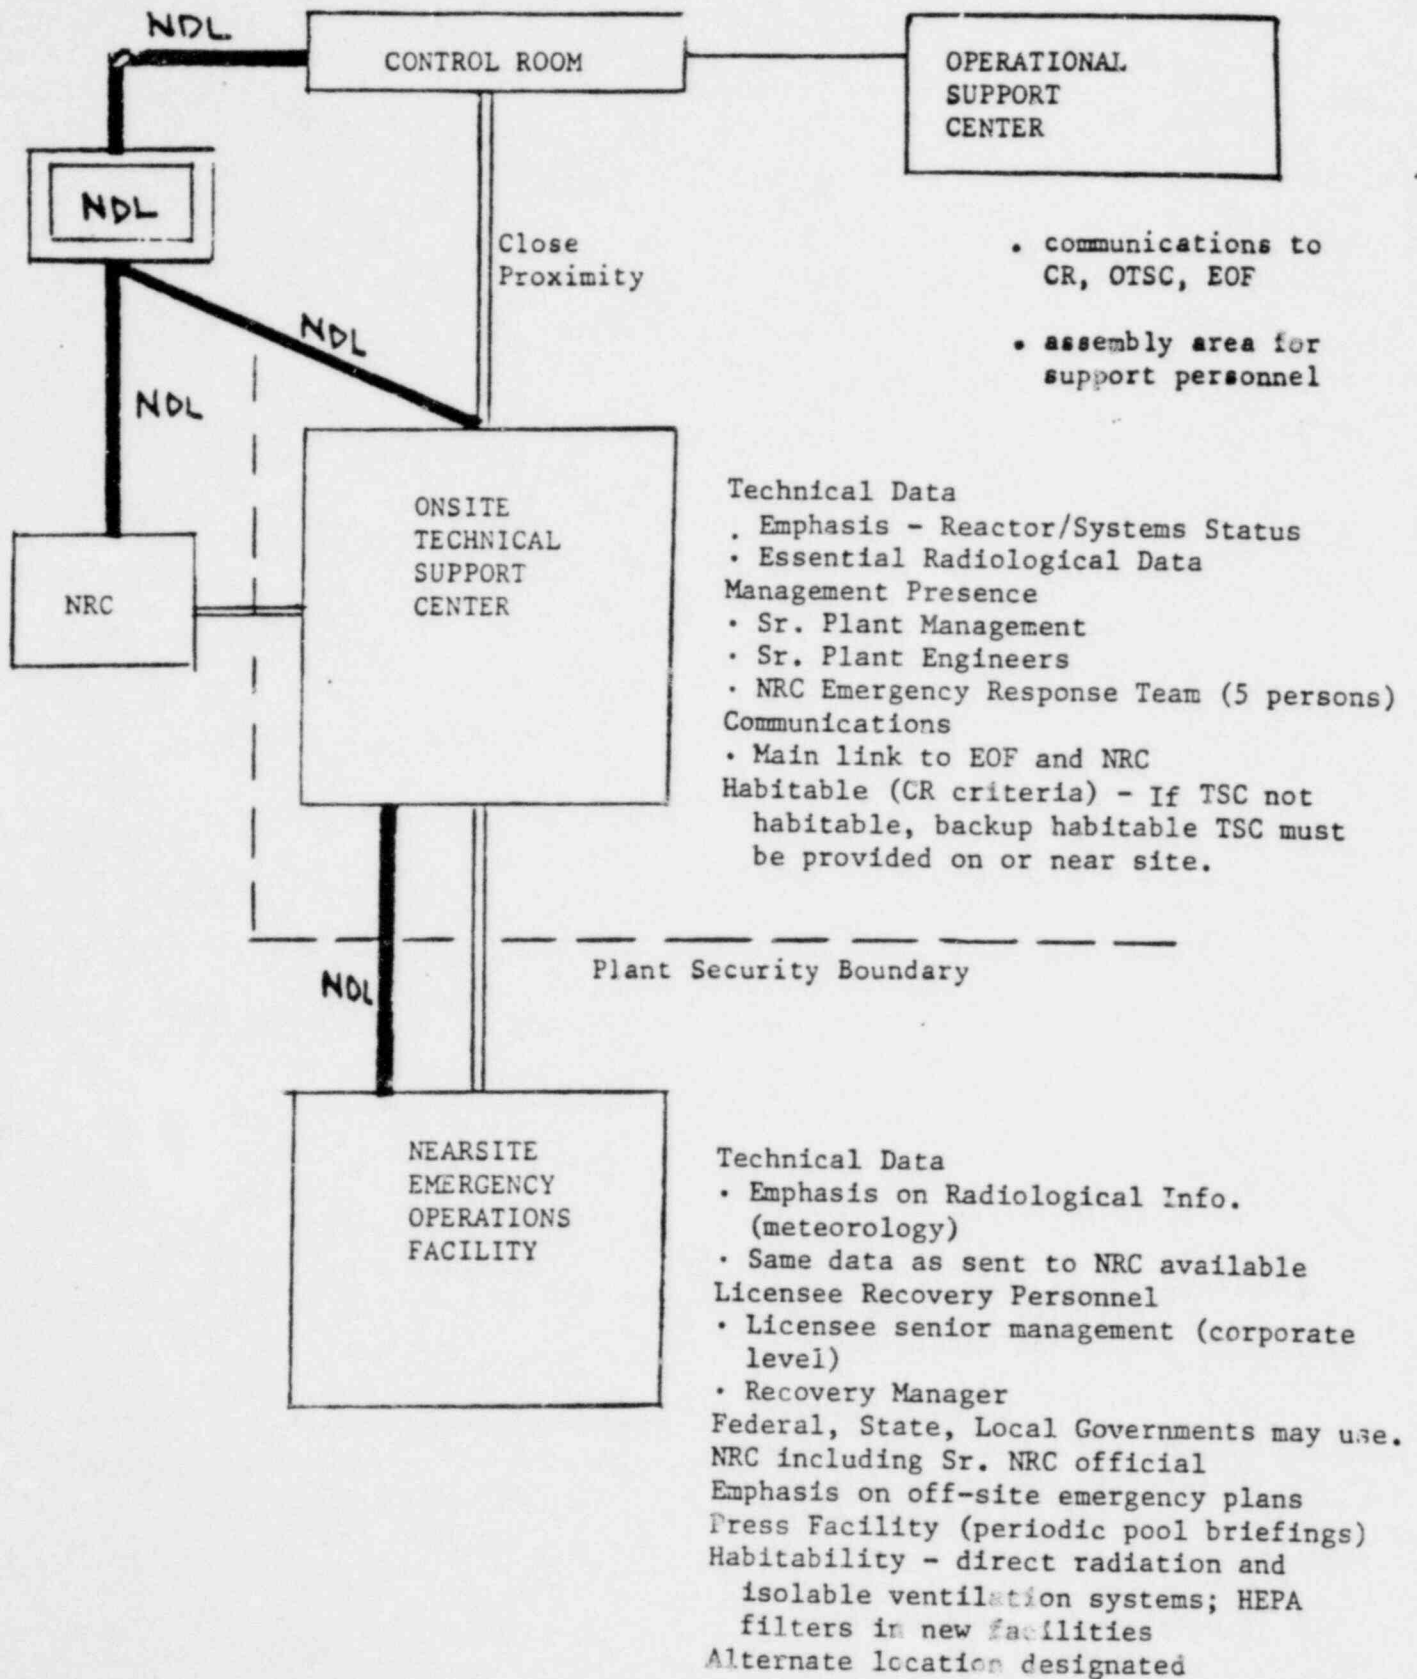 NDL
CONTROL ROOM
OPERATIONAL
SUPPORT
CENTER
NDL
Close
Proximity
• communications to
CR, OTSC, EOF
• assembly area for
support personnel
NDL
NDL
ONSITE
TECHNICAL
SUPPORT
CENTER
NRC
Technical Data
. Emphasis - Reactor/Systems Status
· Essential Radiological Data
Management Presence
· Sr. Plant Management
· Sr. Plant Engineers
· NRC Emergency Response Team (5 persons)
Communications
· Main link to EOF and NRC
Habitable (CR criteria) - If TSC not
habitable, backup habitable TSC must
be provided on or near site.
Plant Security Boundary
NDL
NEARSITE
EMERGENCY
OPERATIONS
FACILITY
Technical Data
· Emphasis on Radiological Info.
(meteorology)
· Same data as sent to NRC available
Licensee Recovery Personnel
· Licensee senior management (corporate
level)
· Recovery Manager
Federal, State, Local Governments may use.
NRC including Sr. NRC official
Emphasis on off-site emergency plans
Press Facility (periodic pool briefings)
Habitability - direct radiation and
isolable ventilation systems; HEPA
filters in new facilities
Alternate location designated